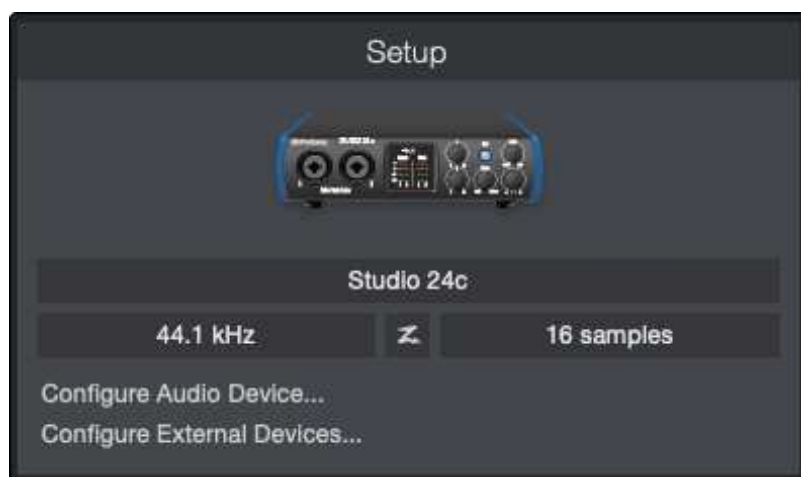 Setup
Studio 24c
44.1 kHz
Z
16 samples
Configure Audio Device...
Configure External Devices...